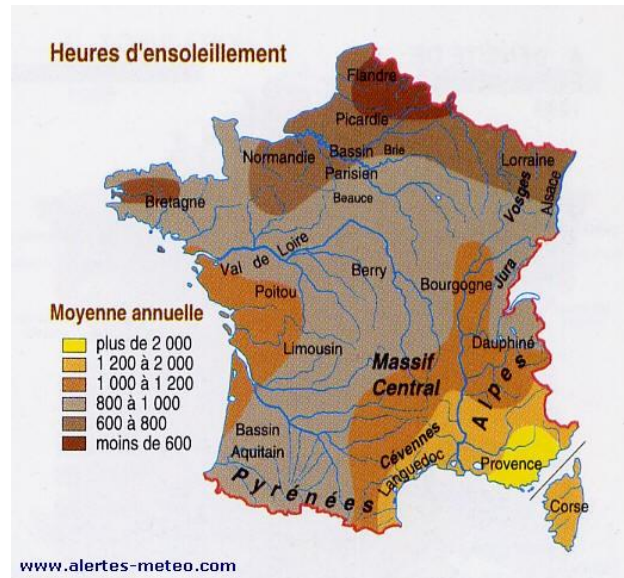 Heures d'ensoleillement
Flandre
Picardie
Normandie
Bassin
Parisien
Brie
Lorraine
Vosges
Alsace
Bretagne
Beauce
Val de Loire
Berry
Bourgogne
Jura
Poitou
Moyenne annuelle
plus de 2 000
1 200 à 2 000
1 000 à 1 200
800 à 1 000
600 à 800
moins de 600
Limousin
Massif
Central
Dauphiné
Alpes
Bassin
Aquitain
Cévennes
Languedoc
Provence
Pyrénées
Corse
www.alertes-meteo.com